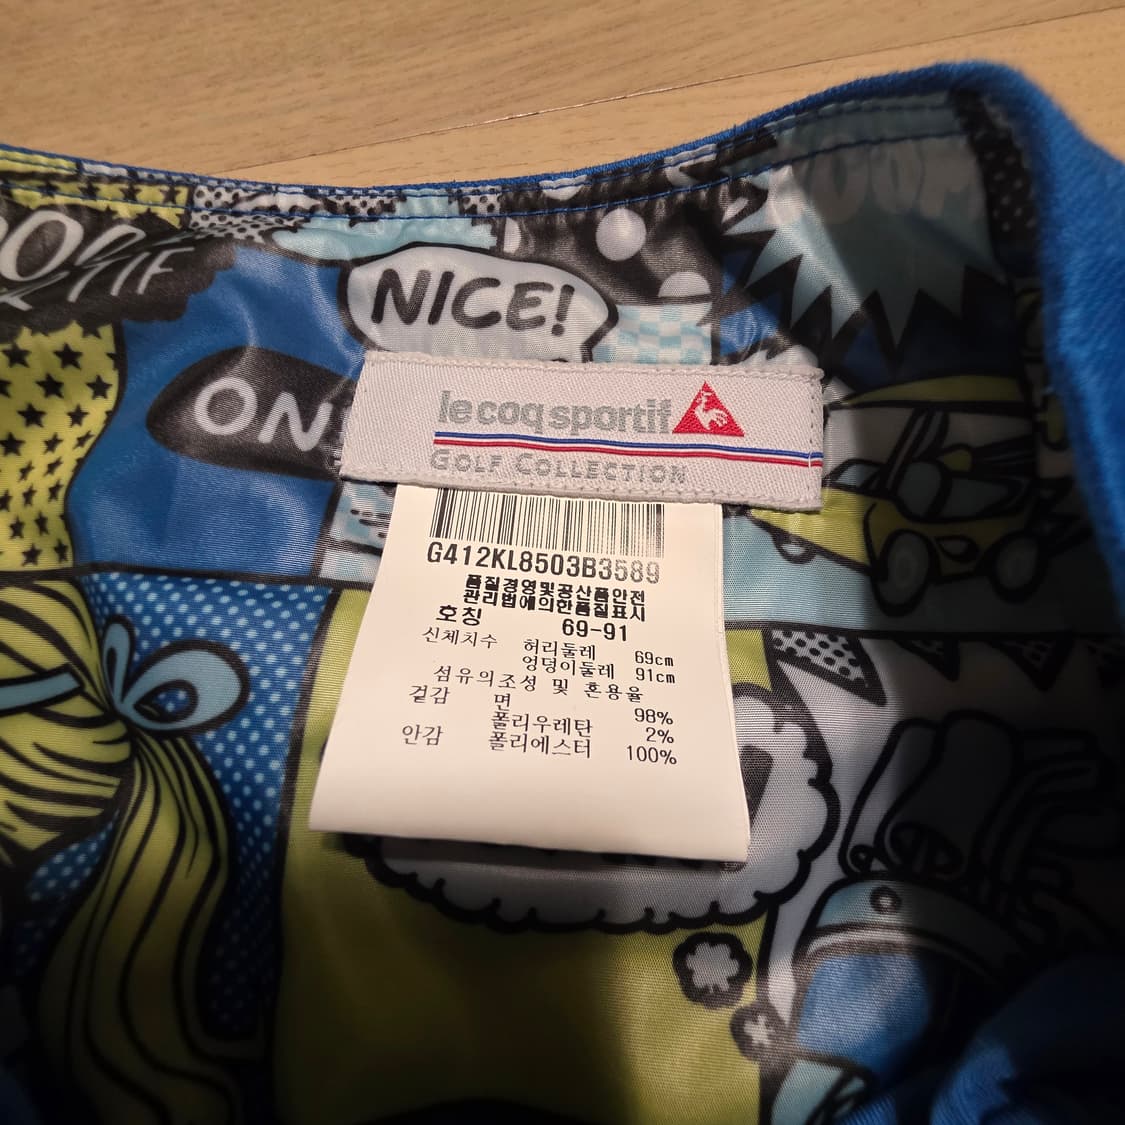 NICE!
ON
le coq sportif
GOLF COLLECTION
G412KL8503B3589
품질경영및공산품안전
관리법에의한품질표시
호칭 69-91
신체치수 허리둘레 69cm
엉덩이둘레 91cm
섬유의조성 및 혼용율
겉감 면 98%
폴리우레탄 2%
안감 폴리에스터 100%